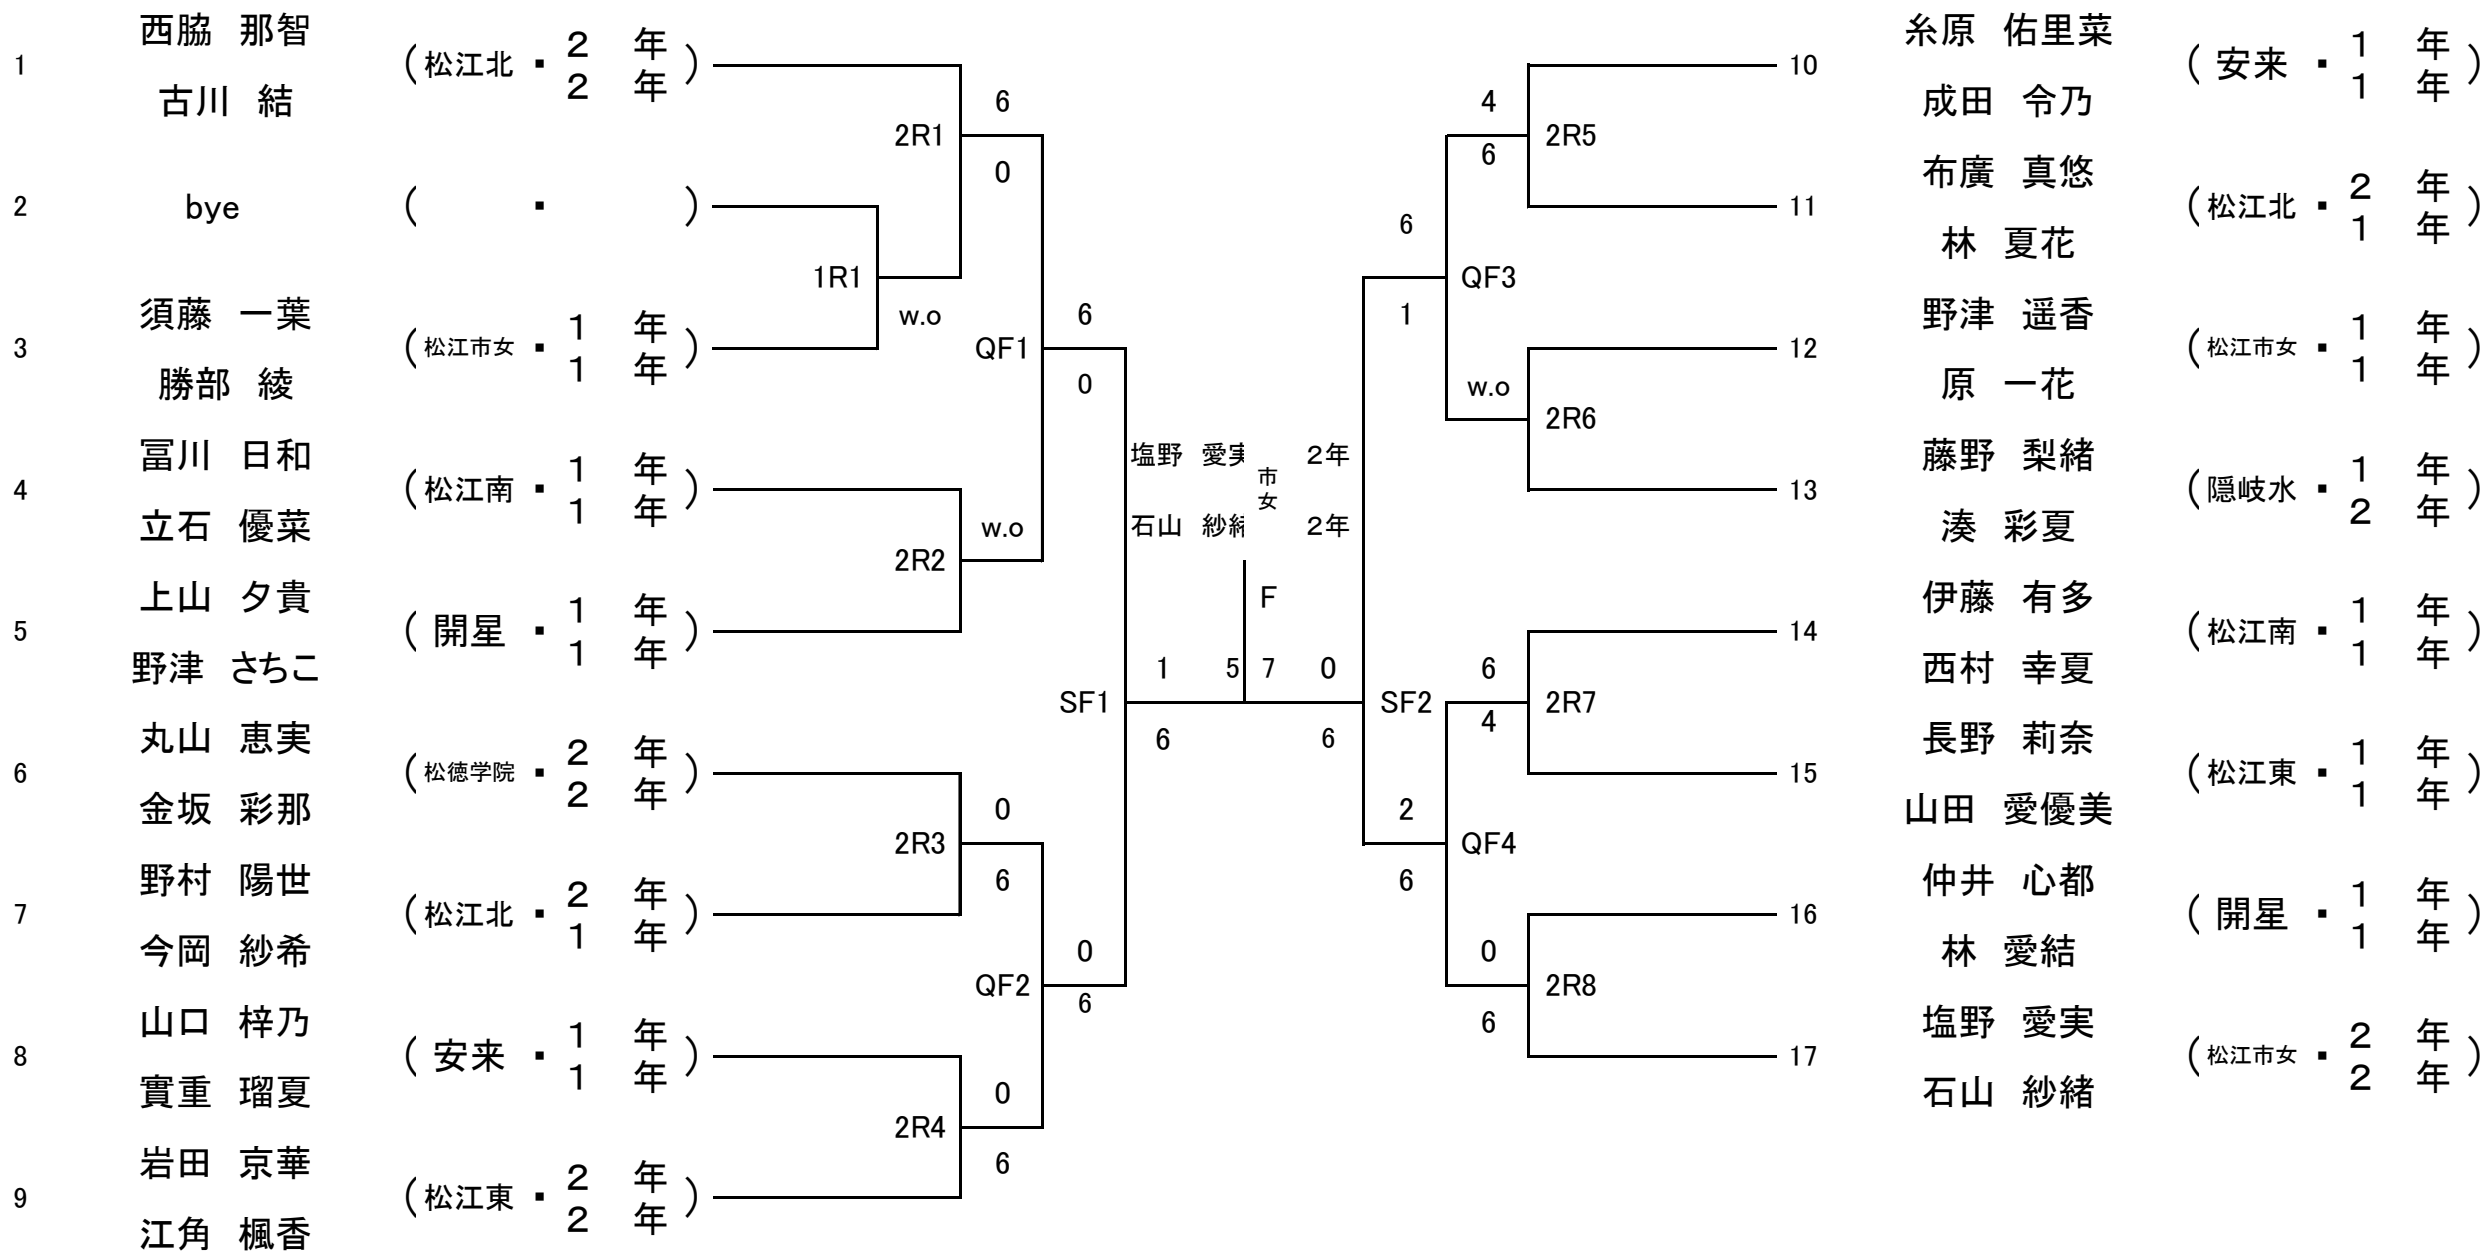 西脇 那智
1 (松江北・2年 2年)
古川 結
2 bye ( ・ )
須藤 一葉
3 (松江市女・1年 1年)
勝部 綾
冨川 日和
4 (松江南・1年 1年)
立石 優菜
上山 夕貴
5 (開星・1年 1年)
野津 さちこ
丸山 恵実
6 (松徳学院・2年 2年)
金坂 彩那
野村 陽世
7 (松江北・2年 1年)
今岡 紗希
山口 梓乃
8 (安来・1年 1年)
實重 瑠夏
岩田 京華
9 (松江東・2年 2年)
江角 楓香
1R1
w.o
6
2R1
0
w.o
2R2
0
2R3
6
0
2R4
6
6
QF1
0
0
QF2
6
1
SF1
6
塩野 愛実 市女 2年
石山 紗緒 2年
F
5 7
0
SF2
6
6
QF3
1
2
QF4
6
4
2R5
6
w.o
2R6
6
2R7
4
0
2R8
6
糸原 佑里菜
10 (安来・1年 1年)
成田 令乃
布廣 真悠
11 (松江北・2年 1年)
林 夏花
野津 遥香
12 (松江市女・1年 1年)
原 一花
藤野 梨緒
13 (隠岐水・1年 2年)
湊 彩夏
伊藤 有多
14 (松江南・1年 1年)
西村 幸夏
長野 莉奈
15 (松江東・1年 1年)
山田 愛優美
仲井 心都
16 (開星・1年 1年)
林 愛結
塩野 愛実
17 (松江市女・2年 2年)
石山 紗緒